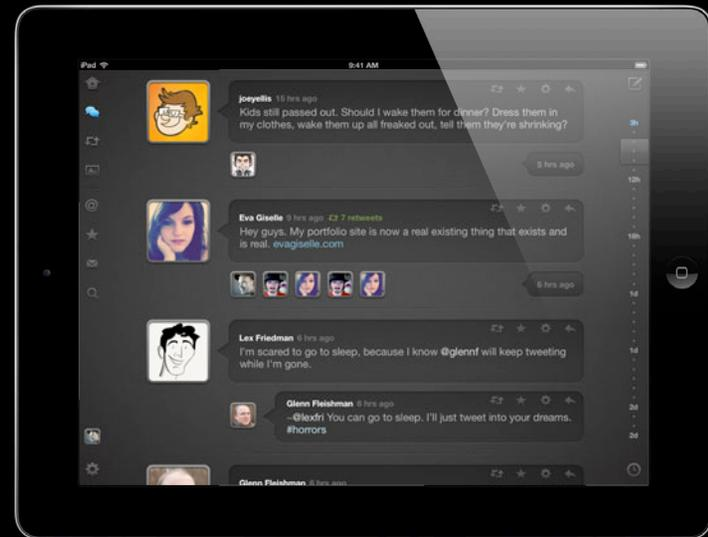 iPad
9:41 AM
joeyellis 15 hrs ago
Kids still passed out. Should I wake them for dinner? Dress them in
my clothes, wake them up all freaked out, tell them they're shrinking?
5 hrs ago
3h
12h
18h
Eva Giselle 9 hrs ago 7 retweets
Hey guys. My portfolio site is now a real existing thing that exists and
is real. evagiselle.com
6 hrs ago
1d
Lex Friedman 6 hrs ago
I'm scared to go to sleep, because I know @glennf will keep tweeting
while I'm gone.
1d
Glenn Fleishman 6 hrs ago
~@lexfri You can go to sleep. I'll just tweet into your dreams.
#horrors
2d
2d
Glenn Fleishman 6 hrs ago